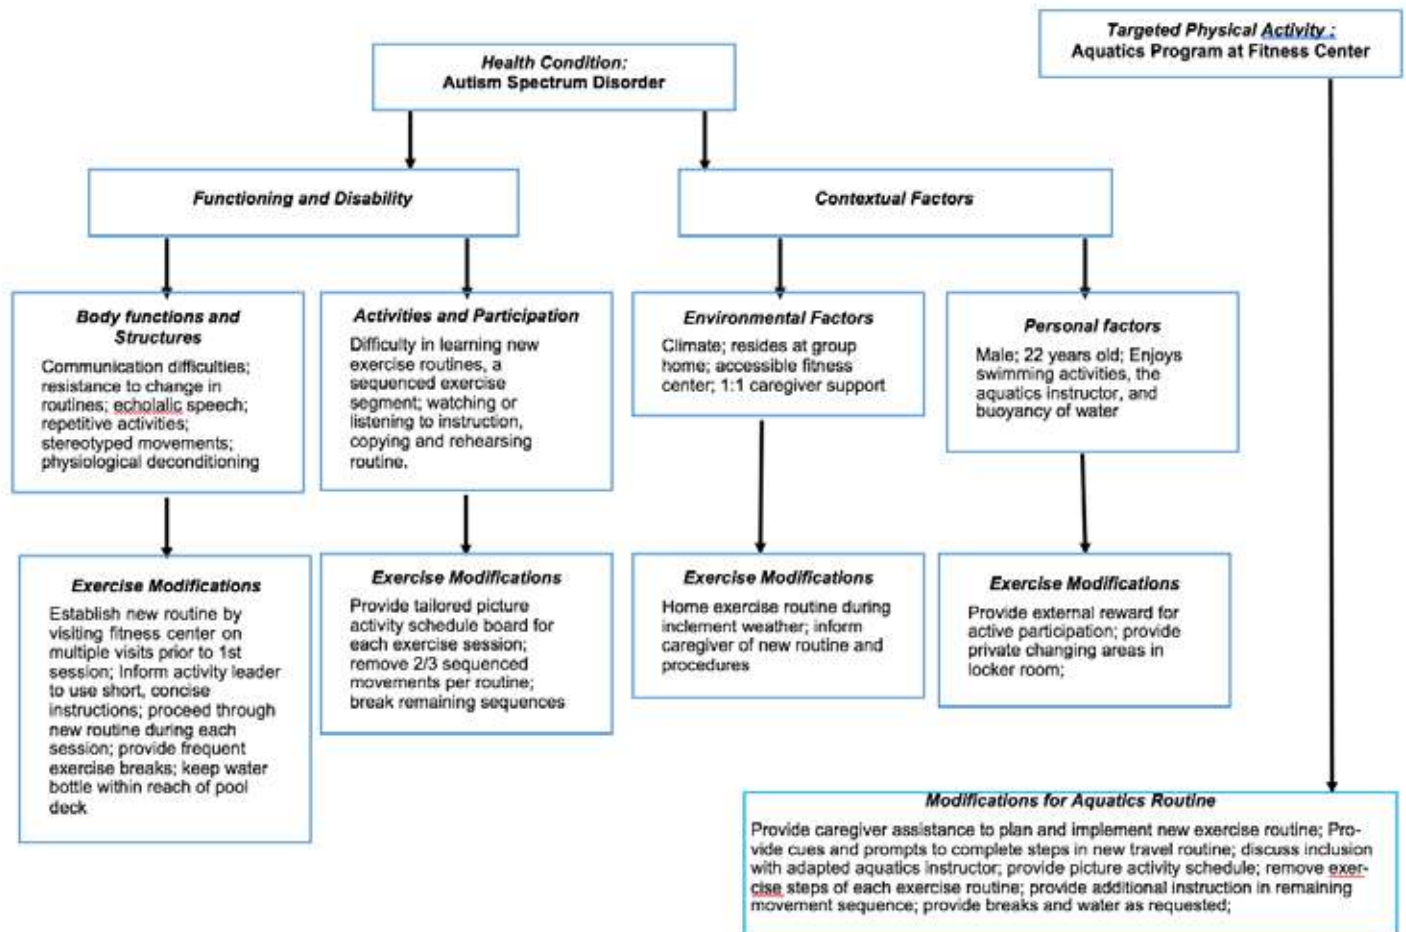 Targeted Physical Activity :
Aquatics Program at Fitness Center
Health Condition:
Autism Spectrum Disorder
Functioning and Disability
Contextual Factors
Body functions and
Structures
Communication difficulties;
resistance to change in
routines; echolalic speech;
repetitive activities;
stereotyped movements;
physiological deconditioning
Activities and Participation
Difficulty in learning new
exercise routines, a
sequenced exercise
segment; watching or
listening to instruction,
copying and rehearsing
routine.
Environmental Factors
Climate; resides at group
home; accessible fitness
center; 1:1 caregiver support
Personal factors
Male; 22 years old; Enjoys
swimming activities, the
aquatics instructor, and
buoyancy of water
Exercise Modifications
Establish new routine by
visiting fitness center on
multiple visits prior to 1st
session; Inform activity leader
to use short, concise
instructions; proceed through
new routine during each
session; provide frequent
exercise breaks; keep water
bottle within reach of pool
deck
Exercise Modifications
Provide tailored picture
activity schedule board for
each exercise session;
remove 2/3 sequenced
movements per routine;
break remaining sequences
Exercise Modifications
Home exercise routine during
inclement weather; inform
caregiver of new routine and
procedures
Exercise Modifications
Provide external reward for
active participation; provide
private changing areas in
locker room;
Modifications for Aquatics Routine
Provide caregiver assistance to plan and implement new exercise routine; Pro-
vide cues and prompts to complete steps in new travel routine; discuss inclusion
with adapted aquatics instructor; provide picture activity schedule; remove exer-
cise steps of each exercise routine; provide additional instruction in remaining
movement sequence; provide breaks and water as requested;